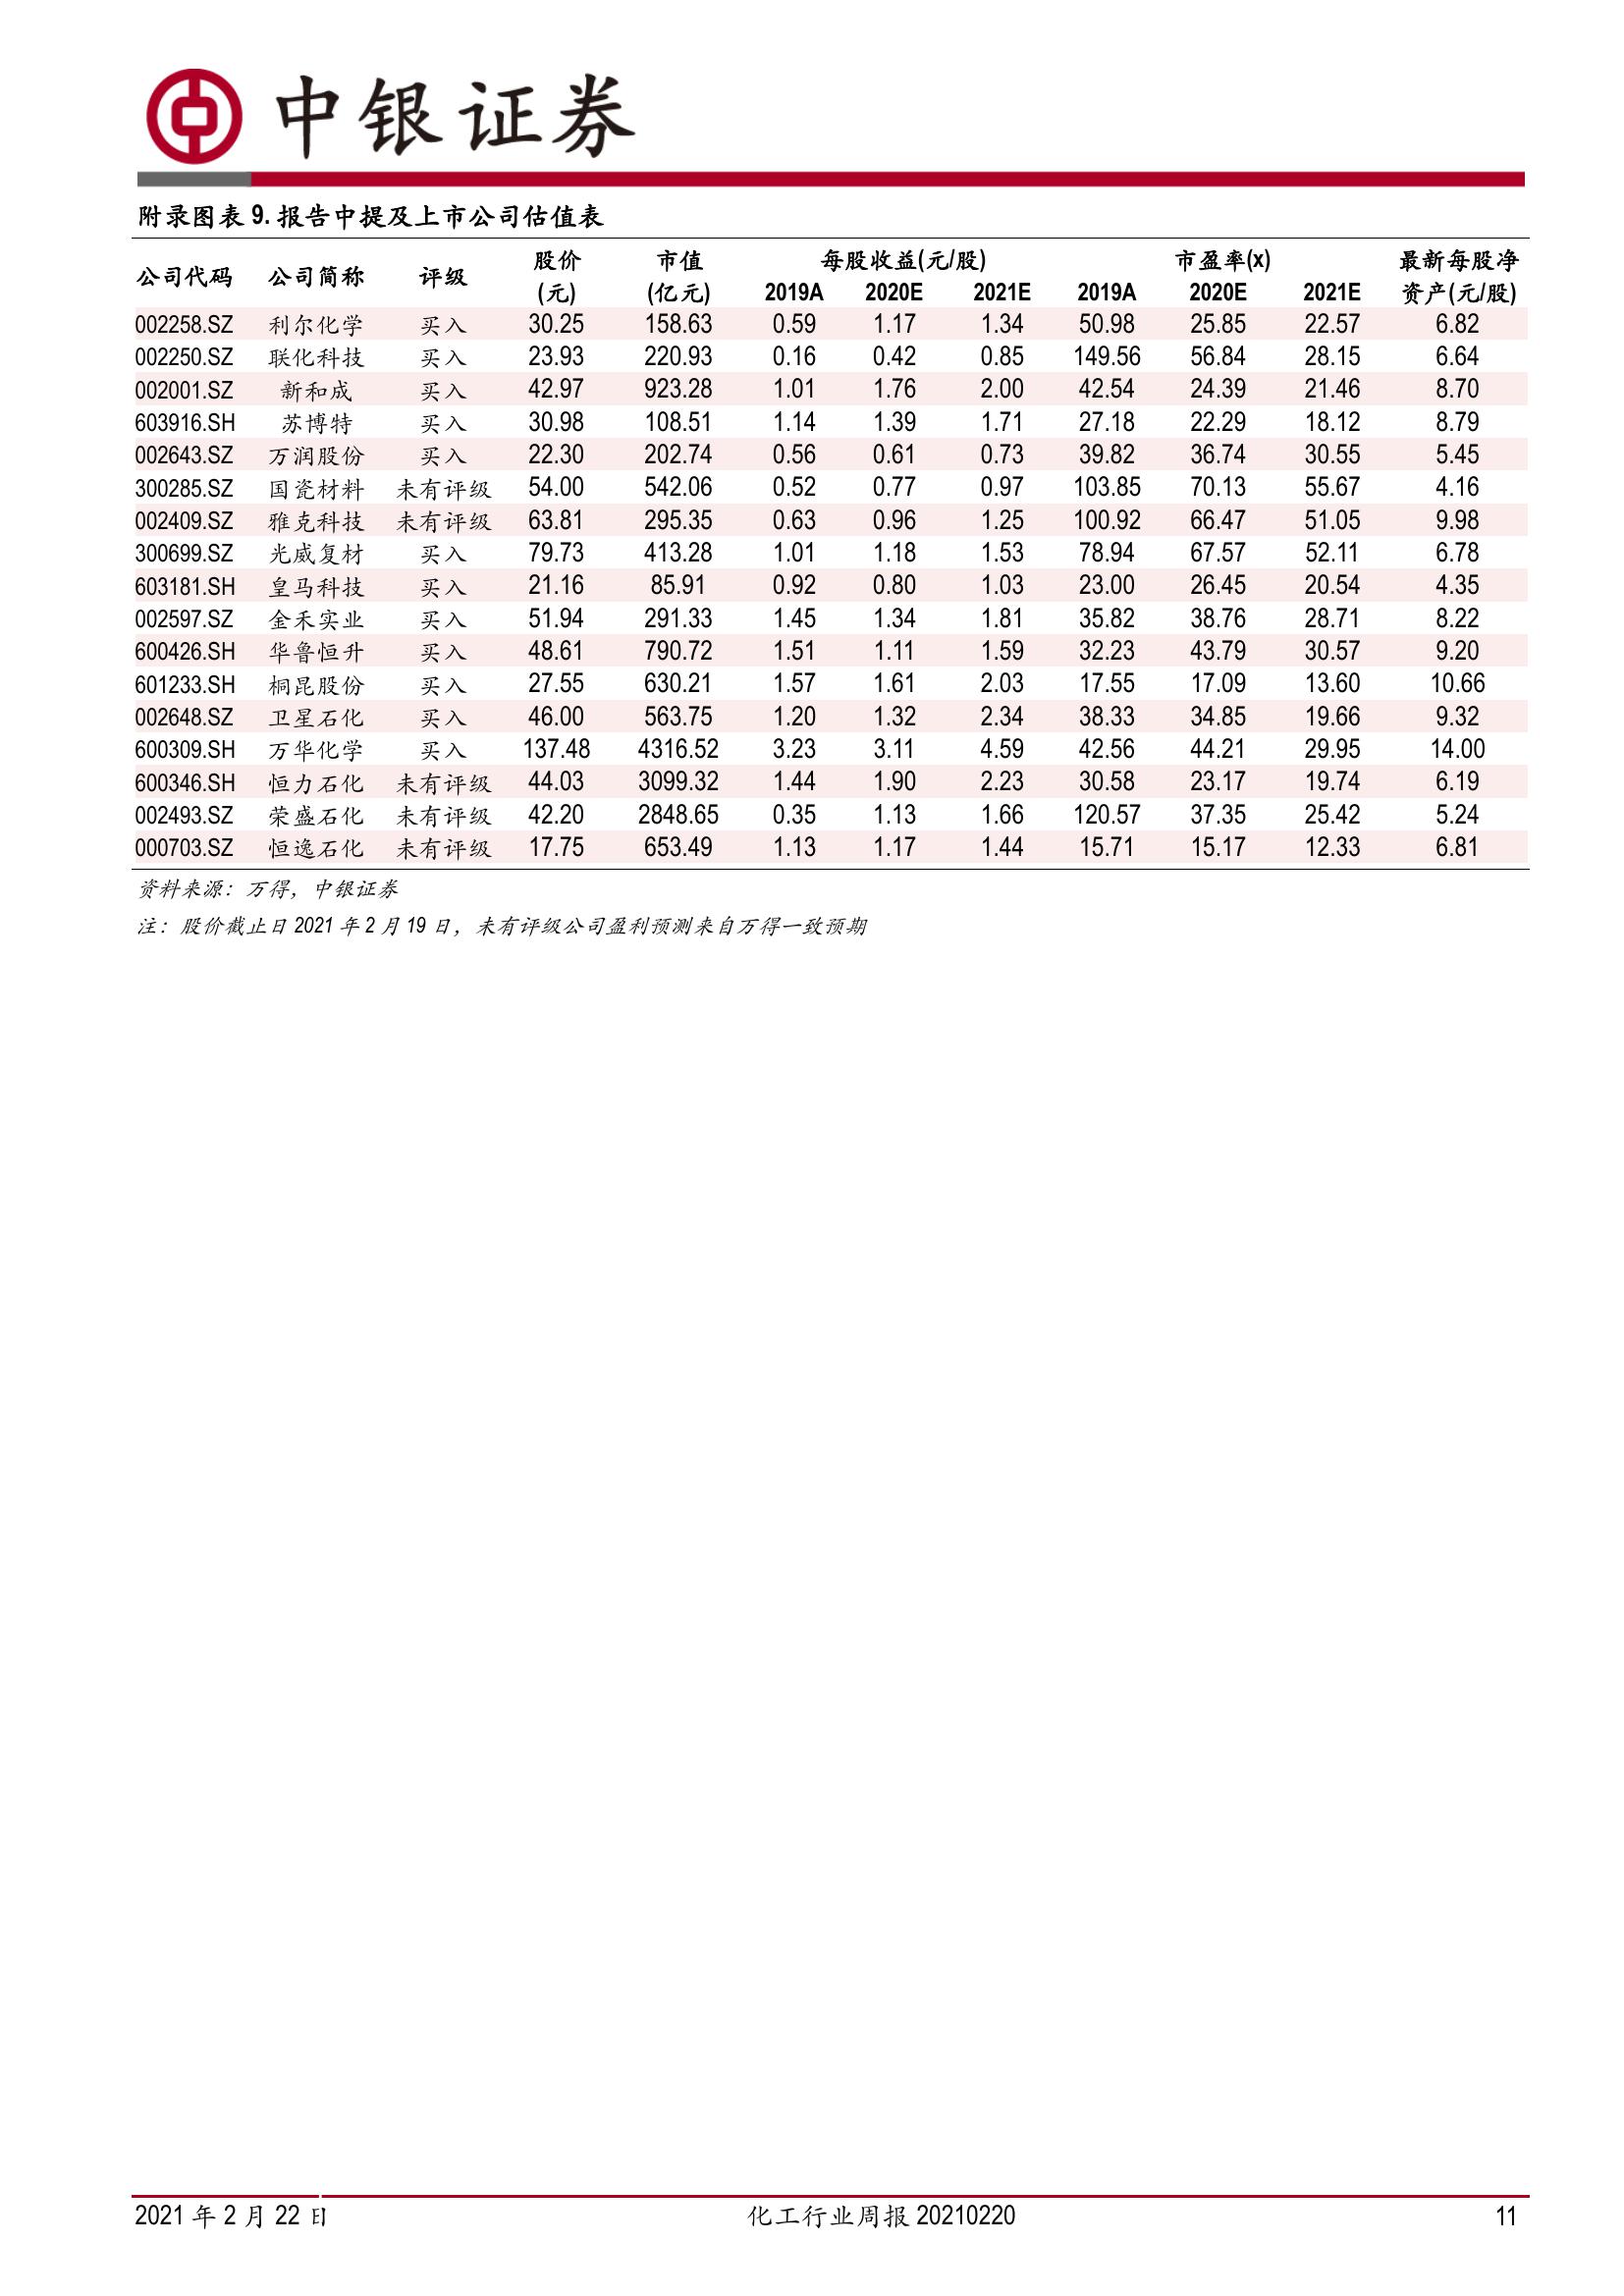 中银证券
附录图表 9. 报告中提及上市公司估值表
公司代码 公司简称 评级 股价 市值 每股收益(元/股) 市盈率(x) 最新每股净
(元) (亿元) 2019A 2020E 2021E 2019A 2020E 2021E 资产(元/股)
002258.SZ 利尔化学 买入 30.25 158.63 0.59 1.17 1.34 50.98 25.85 22.57 6.82
002250.SZ 联化科技 买入 23.93 220.93 0.16 0.42 0.85 149.56 56.84 28.15 6.64
002001.SZ 新和成 买入 42.97 923.28 1.01 1.76 2.00 42.54 24.39 21.46 8.70
603916.SH 苏博特 买入 30.98 108.51 1.14 1.39 1.71 27.18 22.29 18.12 8.79
002643.SZ 万润股份 买入 22.30 202.74 0.56 0.61 0.73 39.82 36.74 30.55 5.45
300285.SZ 国瓷材料 未有评级 54.00 542.06 0.52 0.77 0.97 103.85 70.13 55.67 4.16
002409.SZ 雅克科技 未有评级 63.81 295.35 0.63 0.96 1.25 100.92 66.47 51.05 9.98
300699.SZ 光威复材 买入 79.73 413.28 1.01 1.18 1.53 78.94 67.57 52.11 6.78
603181.SH 皇马科技 买入 21.16 85.91 0.92 0.80 1.03 23.00 26.45 20.54 4.35
002597.SZ 金禾实业 买入 51.94 291.33 1.45 1.34 1.81 35.82 38.76 28.71 8.22
600426.SH 华鲁恒升 买入 48.61 790.72 1.51 1.11 1.59 32.23 43.79 30.57 9.20
601233.SH 桐昆股份 买入 27.55 630.21 1.57 1.61 2.03 17.55 17.09 13.60 10.66
002648.SZ 卫星石化 买入 46.00 563.75 1.20 1.32 2.34 38.33 34.85 19.66 9.32
600309.SH 万华化学 买入 137.48 4316.52 3.23 3.11 4.59 42.56 44.21 29.95 14.00
600346.SH 恒力石化 未有评级 44.03 3099.32 1.44 1.90 2.23 30.58 23.17 19.74 6.19
002493.SZ 荣盛石化 未有评级 42.20 2848.65 0.35 1.13 1.66 120.57 37.35 25.42 5.24
000703.SZ 恒逸石化 未有评级 17.75 653.49 1.13 1.17 1.44 15.71 15.17 12.33 6.81
资料来源：万得，中银证券
注：股价截止日 2021 年 2 月 19 日，未有评级公司盈利预测来自万得一致预期
2021 年 2 月 22 日 化工行业周报 20210220 11